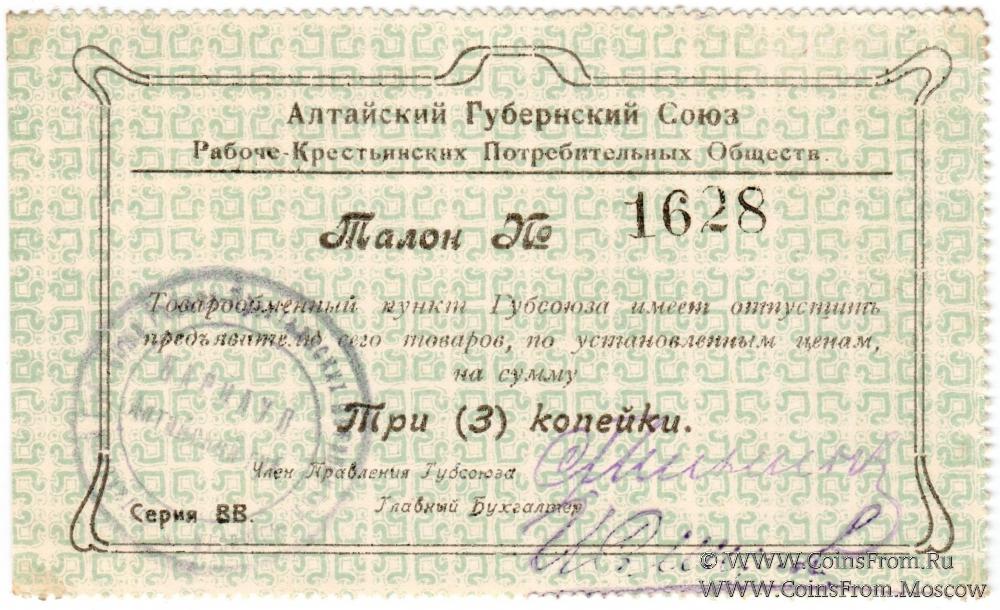 Алтайский Губернский Союз
Рабоче-Крестьянских Потребительных Обществ.
Талон № 1628
Товарообменный пункт Губсоюза имеет отпустить
предъявителю сего товаров, по установленным ценам,
на сумму
Три (3) копейки.
Член Правления Губсоюза
Главный Бухгалтер
Серия ВВ.
БАРНАУЛ
© WWW.CoinsFrom.Ru
WWW.CoinsFrom.Moscow